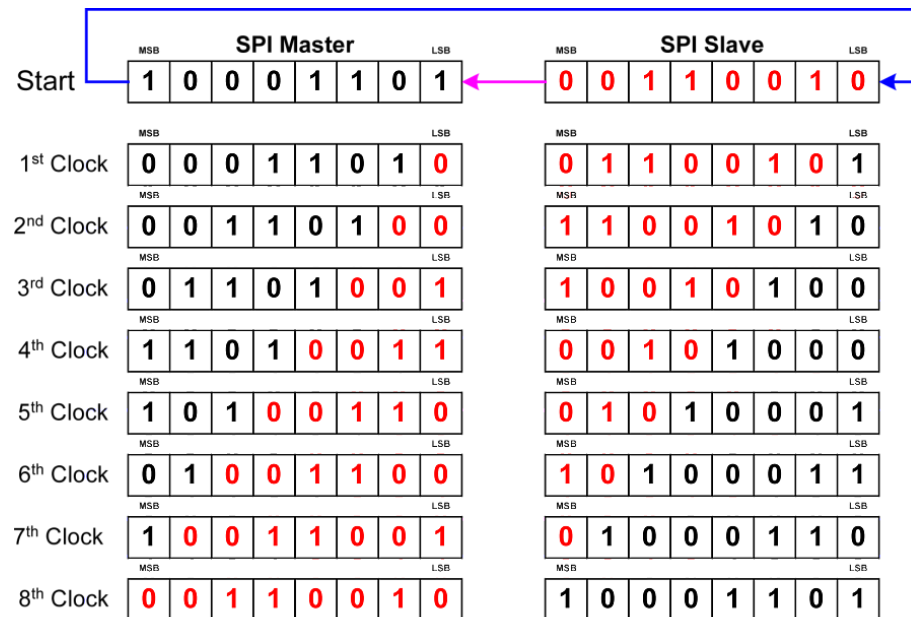 SPI Master SPI Slave
MSB LSB MSB LSB
Start 1 0 0 0 1 1 0 1 0 0 1 1 0 0 1 0
MSB LSB MSB LSB
1st Clock 0 0 0 1 1 0 1 0 0 1 1 0 0 1 0 1
MSB LSB MSB LSB
2nd Clock 0 0 1 1 0 1 0 0 1 1 0 0 1 0 1 0
MSB LSB MSB LSB
3rd Clock 0 1 1 0 1 0 0 1 1 0 0 1 0 1 0 0
MSB LSB MSB LSB
4th Clock 1 1 0 1 0 0 1 1 0 0 1 0 1 0 0 0
MSB LSB MSB LSB
5th Clock 1 0 1 0 0 1 1 0 0 1 0 1 0 0 0 1
MSB LSB MSB LSB
6th Clock 0 1 0 0 1 1 0 0 1 0 1 0 0 0 1 1
MSB LSB MSB LSB
7th Clock 1 0 0 1 1 0 0 1 0 1 0 0 0 1 1 0
MSB LSB MSB LSB
8th Clock 0 0 1 1 0 0 1 0 1 0 0 0 1 1 0 1